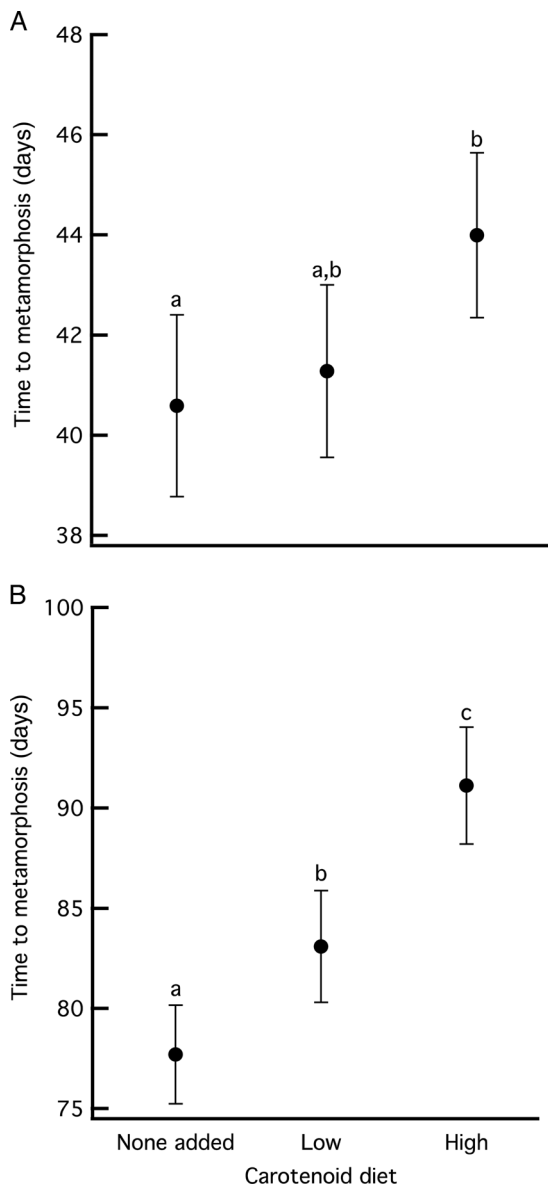 A
48
46
44
42
40
38
Time to metamorphosis (days)
a
a,b
b
B
100
95
90
85
80
75
Time to metamorphosis (days)
a
b
c
None added Low High
Carotenoid diet